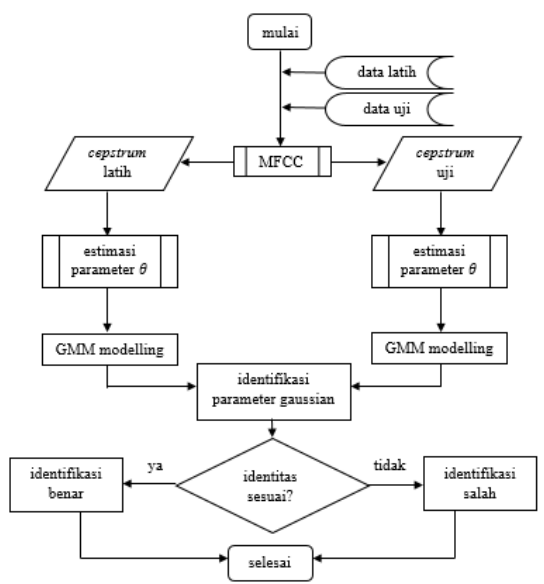 mulai
data latih
data uji
cepstrum
latih
MFCC
cepstrum
uji
estimasi
parameter θ
estimasi
parameter θ
GMM modelling
GMM modelling
identifikasi
parameter gaussian
ya
identitas
sesuai?
tidak
identifikasi
benar
identifikasi
salah
selesai